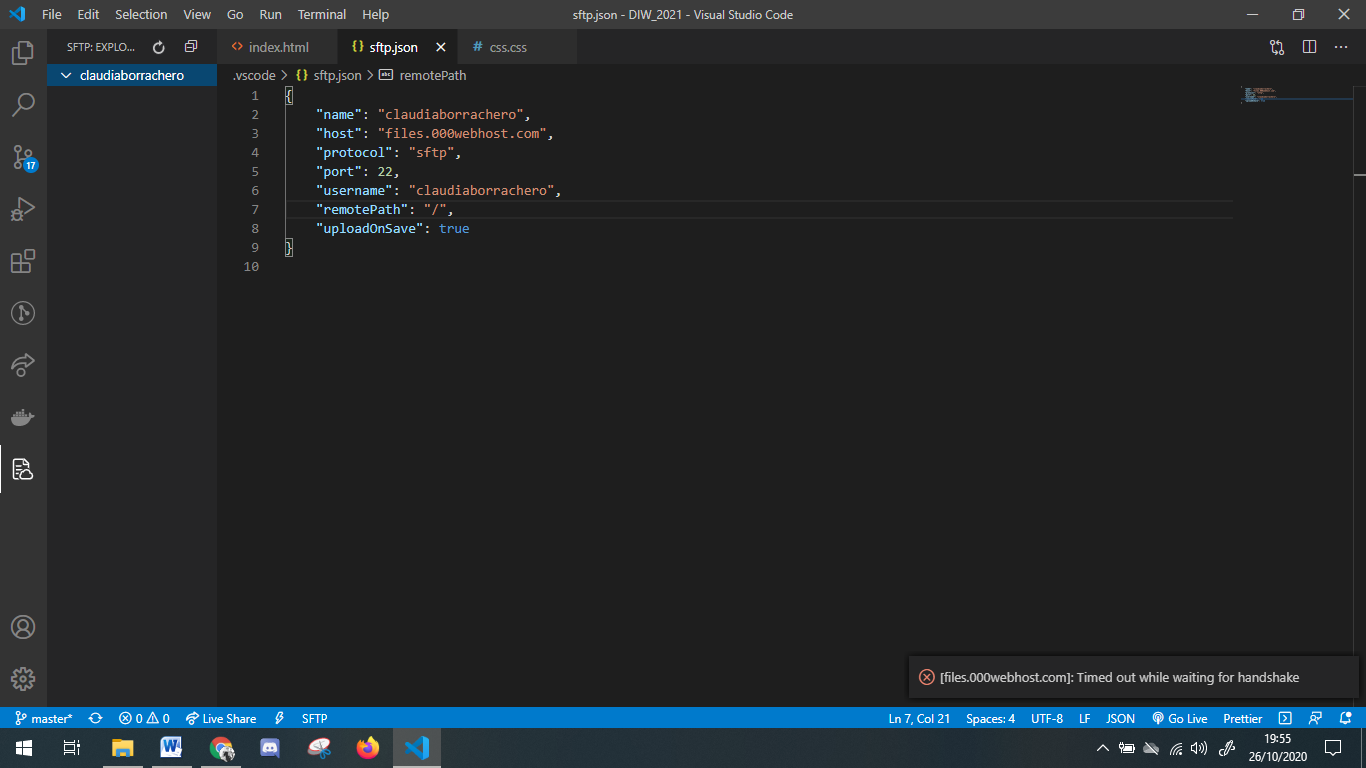 File Edit Selection View Go Run Terminal Help
sftp.json - DIW_2021 - Visual Studio Code
SFTP: EXPLO...
index.html
sftp.json
css.css
claudiaborrachero
.vscode > {} sftp.json > abc remotePath
1 {
2 "name": "claudiaborrachero",
3 "host": "files.000webhost.com",
4 "protocol": "sftp",
5 "port": 22,
6 "username": "claudiaborrachero",
7 "remotePath": "/",
8 "uploadOnSave": true
9 }
10
17
[files.000webhost.com]: Timed out while waiting for handshake
master* 0 0 Live Share SFTP
Ln 7, Col 21 Spaces: 4 UTF-8 LF JSON Go Live Prettier
19:55
26/10/2020